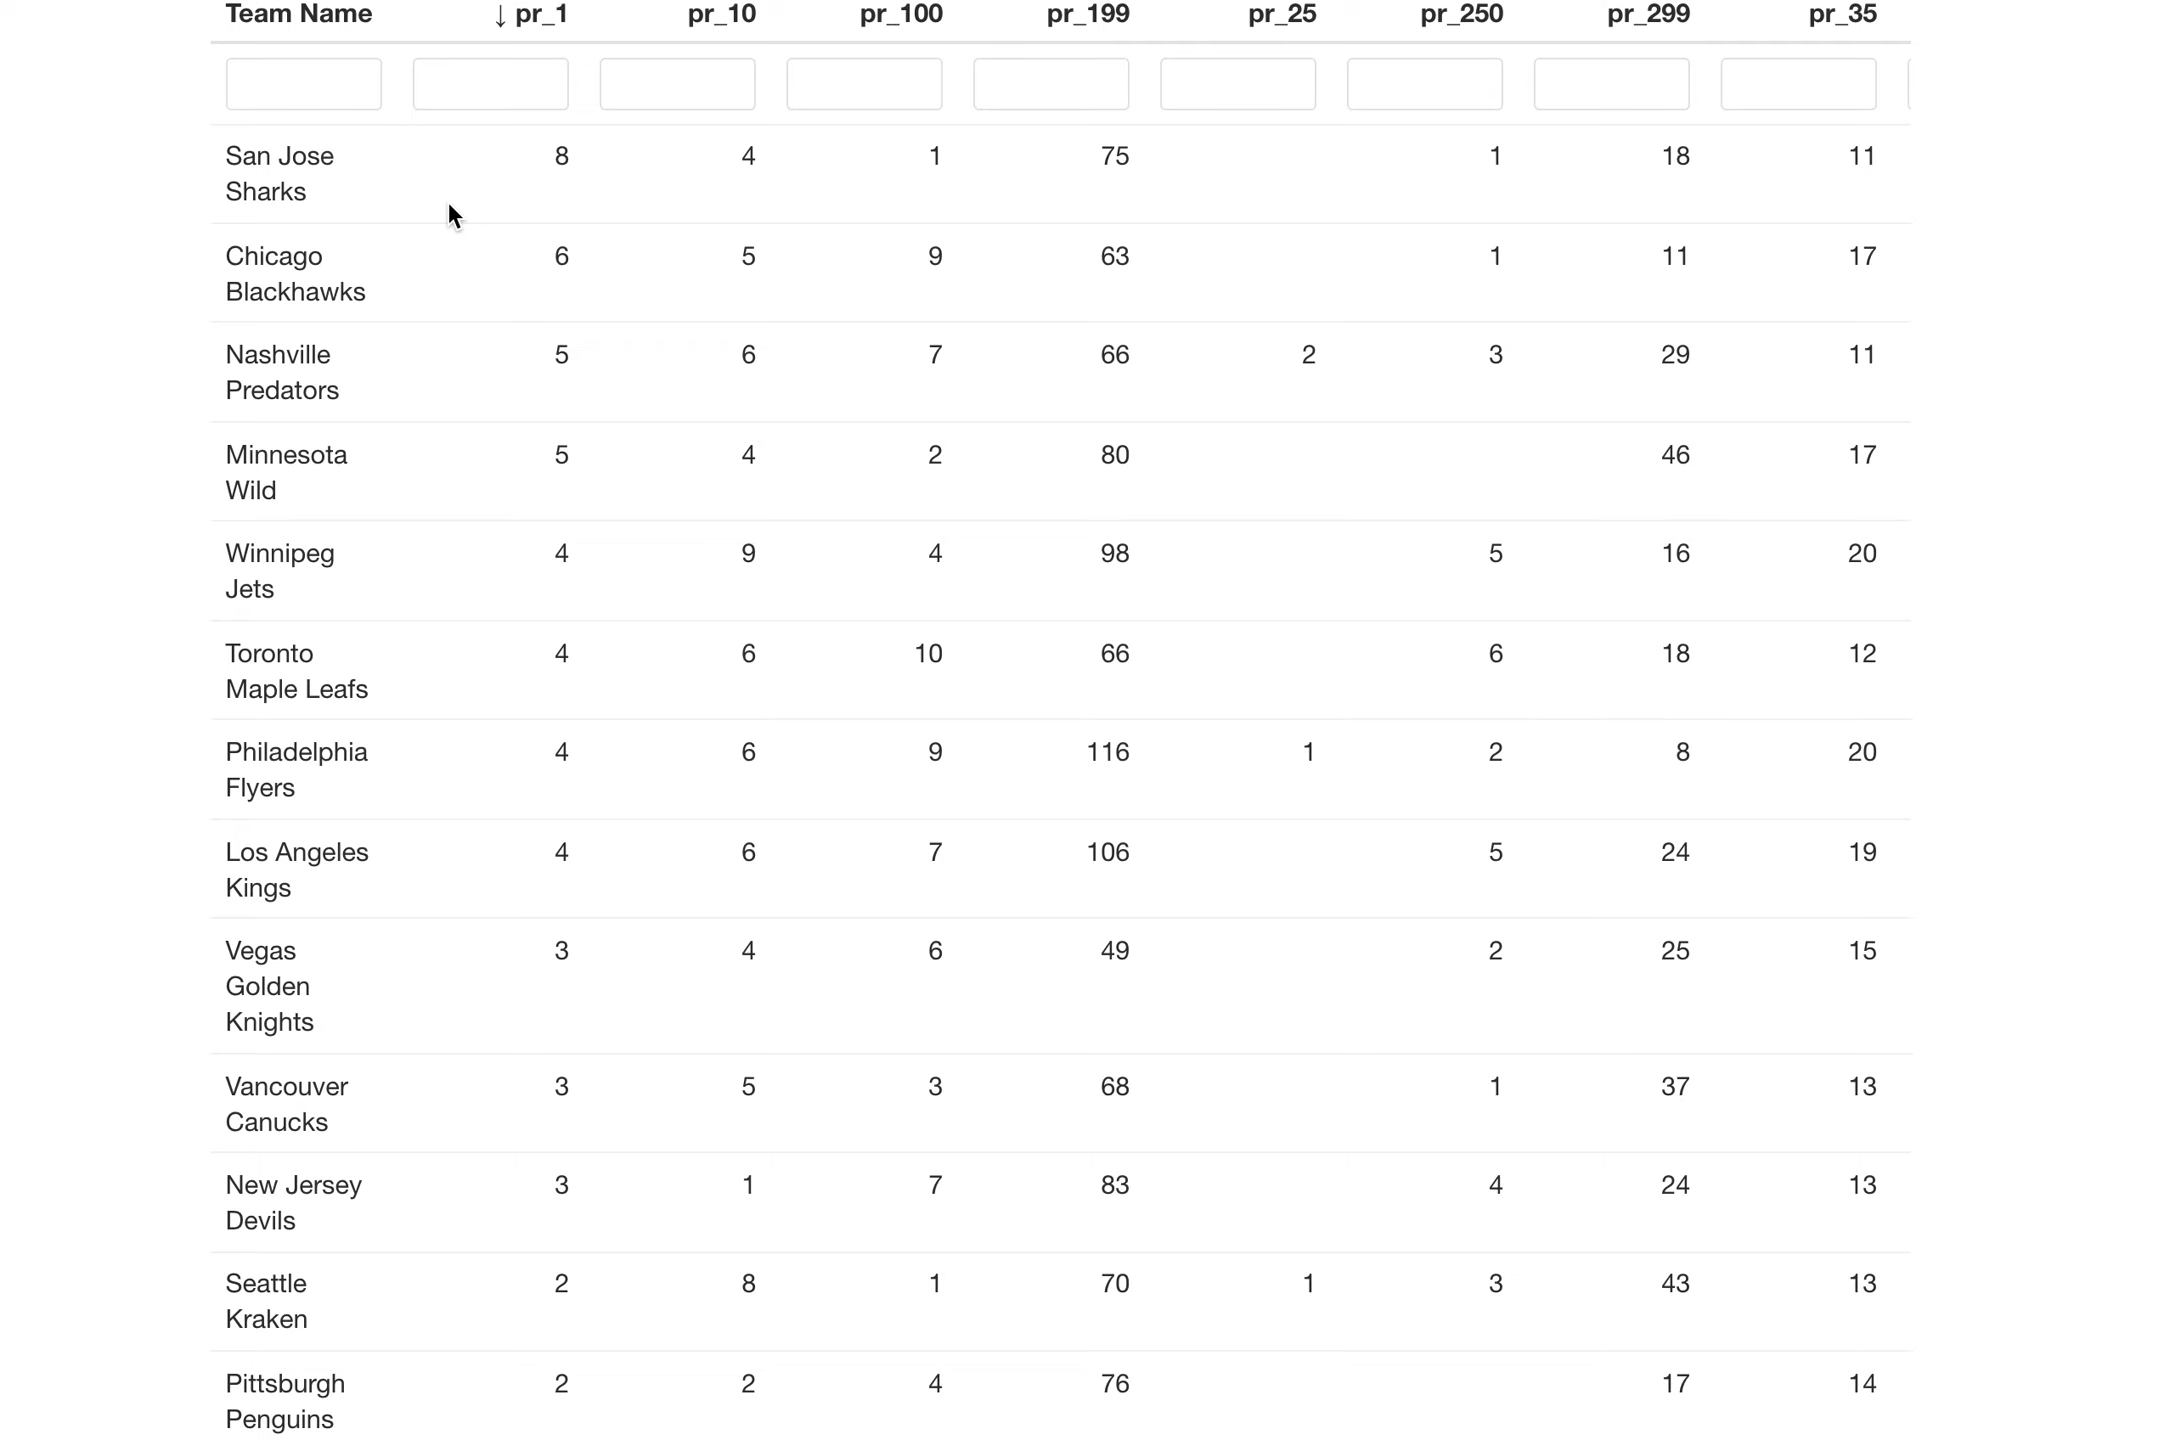 Team Name ↓ pr_1 pr_10 pr_100 pr_199 pr_25 pr_250 pr_299 pr_35
San Jose 8 4 1 75 1 18 11
Sharks
Chicago 6 5 9 63 1 11 17
Blackhawks
Nashville 5 6 7 66 2 3 29 11
Predators
Minnesota 5 4 2 80 46 17
Wild
Winnipeg 4 9 4 98 5 16 20
Jets
Toronto 4 6 10 66 6 18 12
Maple Leafs
Philadelphia 4 6 9 116 1 2 8 20
Flyers
Los Angeles 4 6 7 106 5 24 19
Kings
Vegas 3 4 6 49 2 25 15
Golden
Knights
Vancouver 3 5 3 68 1 37 13
Canucks
New Jersey 3 1 7 83 4 24 13
Devils
Seattle 2 8 1 70 1 3 43 13
Kraken
Pittsburgh 2 2 4 76 17 14
Penguins